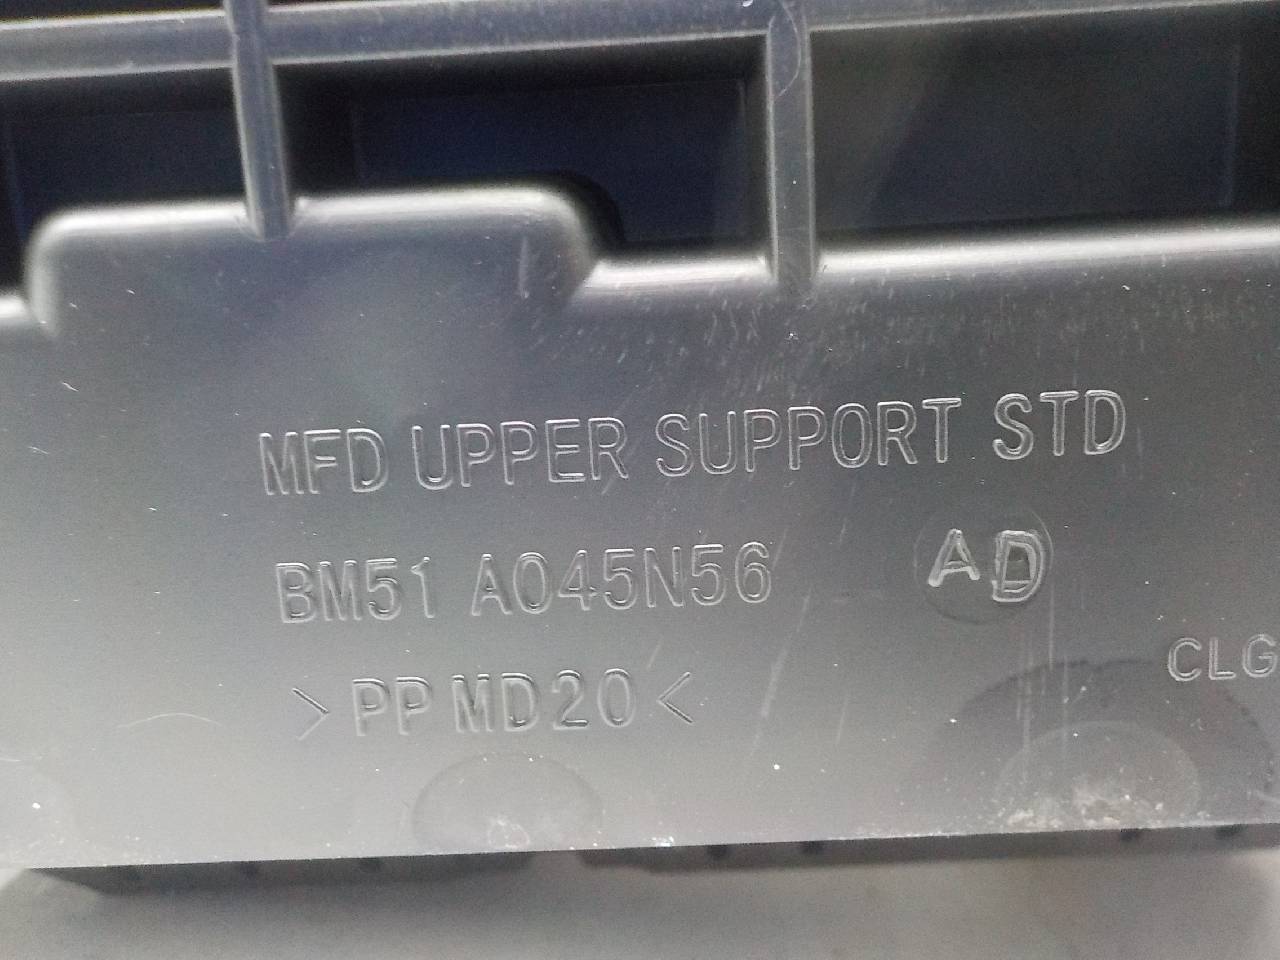 MFD UPPER SUPPORT STD
BM51 A045N56 AD
>PP MD20<
CLG